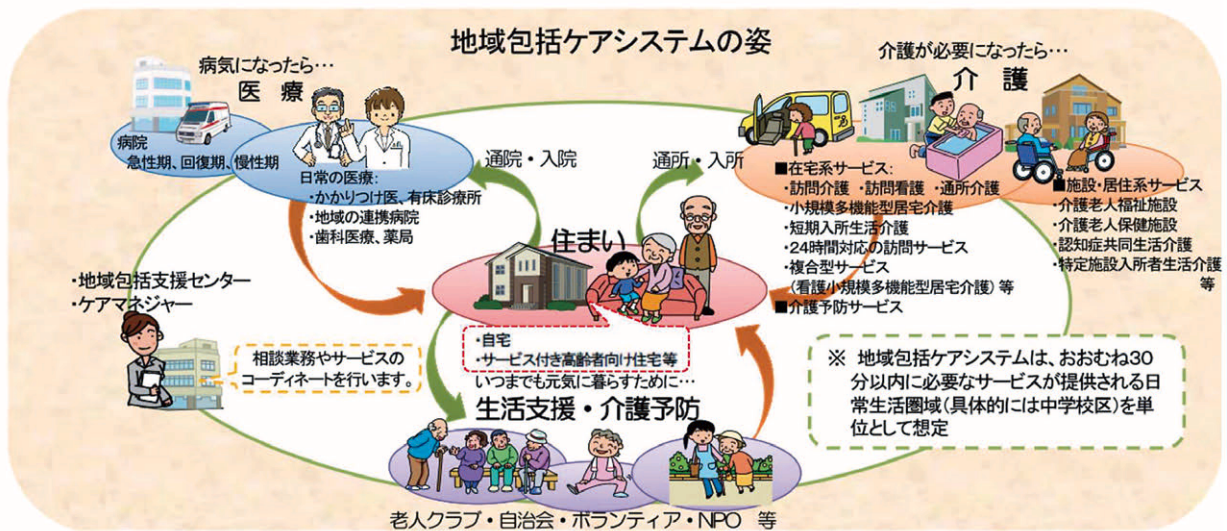 地域包括ケアシステムの姿
病気になったら…
医 療
病院
急性期、回復期、慢性期
日常の医療:
・かかりつけ医、有床診療所
・地域の連携病院
・歯科医療、薬局
通院・入院
通所・入所
介護が必要になったら…
介 護
■在宅系サービス:
・訪問介護 ・訪問看護 ・通所介護
・小規模多機能型居宅介護
・短期入所生活介護
・24時間対応の訪問サービス
・複合型サービス
(看護小規模多機能型居宅介護)等
■介護予防サービス
■施設・居住系サービス
・介護老人福祉施設
・介護老人保健施設
・認知症共同生活介護
・特定施設入所者生活介護
等
住まい
・自宅
・サービス付き高齢者向け住宅等
・地域包括支援センター
・ケアマネジャー
相談業務やサービスの
コーディネートを行います。
いつまでも元気に暮らすために…
生活支援・介護予防
老人クラブ・自治会・ボランティア・NPO 等
※ 地域包括ケアシステムは、おおむね30
分以内に必要なサービスが提供される日
常生活圏域(具体的には中学校区)を単
位として想定